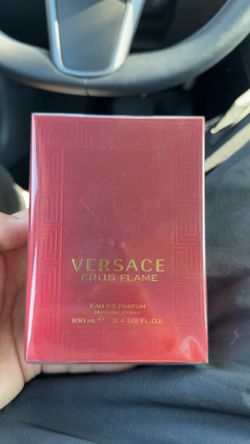 VERSACE
EROS FLAME
EAU DE PARFUM
NATURAL SPRAY
100 ML ℮ 3.4 US FL.OZ.